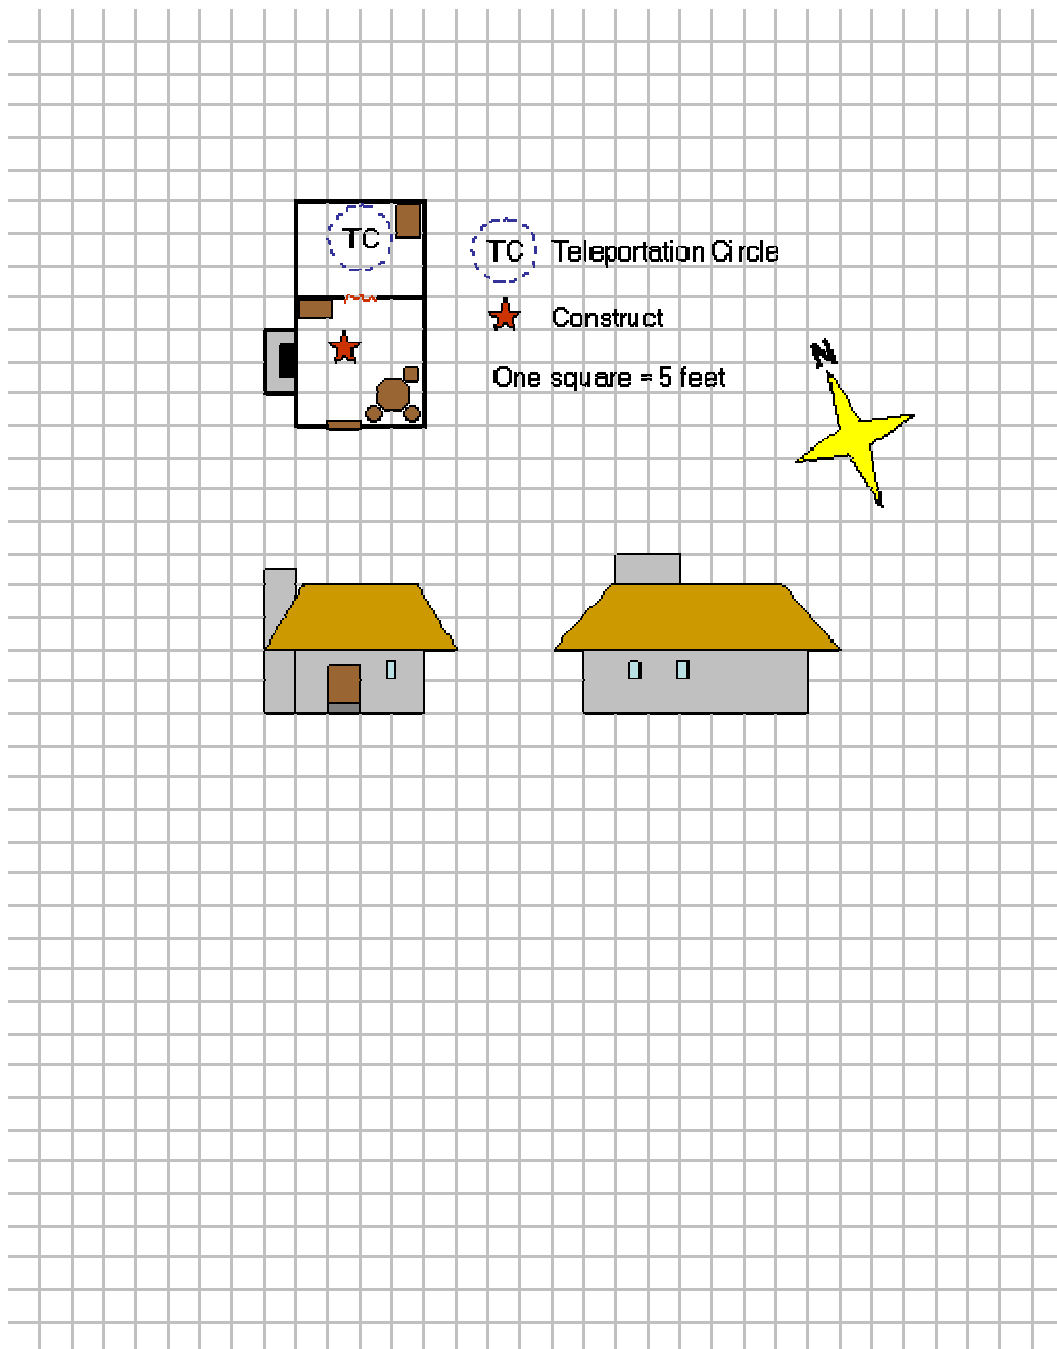 TC
TC Teleportation Circle
Construct
One square = 5 feet
N